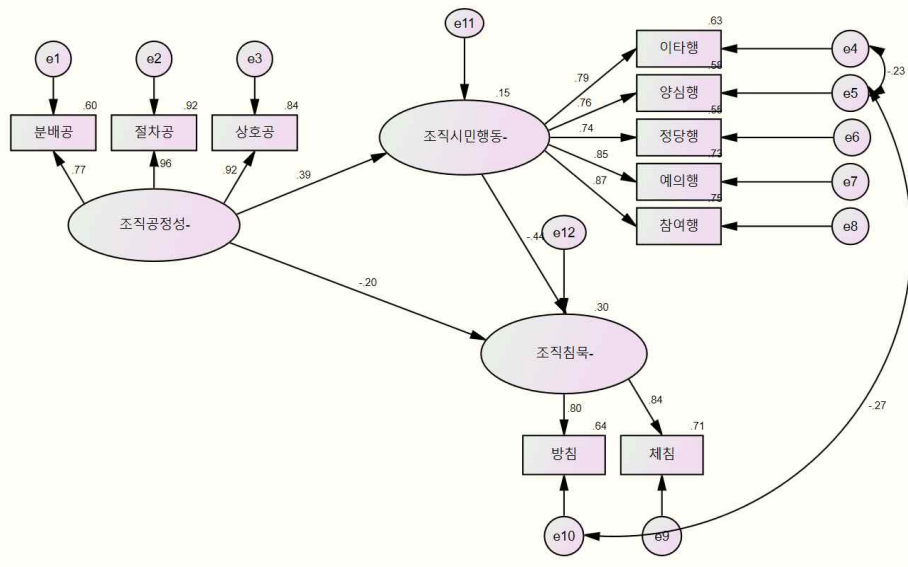 e11
.63
e1
e2
e3
이타행
e4
.79
.58
-.23
.60
.92
.84
.15
.76
양심행
e5
분배공
절차공
상호공
조직시민행동-
.74
.55
정당행
e6
.77
.96
.92
.39
.85
.73
예의행
e7
.87
.75
조직공정성-
참여행
e8
-.44
e12
-.20
.30
조직침묵-
.80
.84
-.27
.64
.71
방침
체침
e10
e9